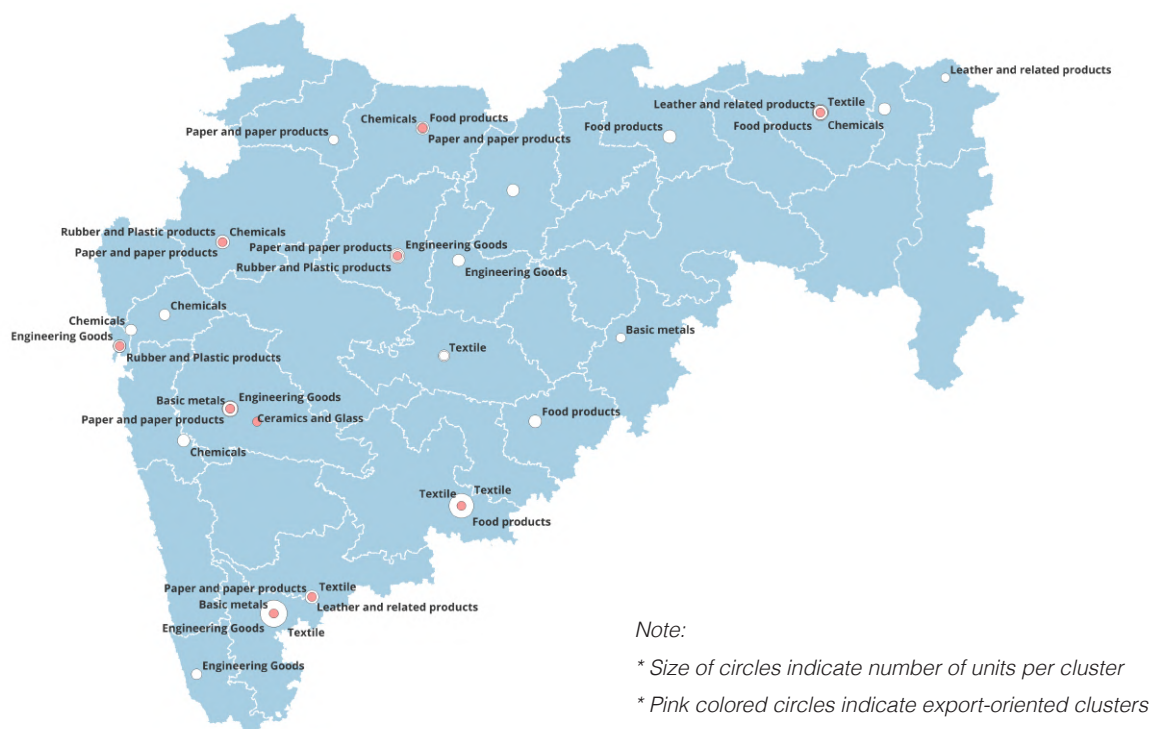 Leather and related products
Leather and related products
Textile
Food products
Chemicals
Chemicals
Food products
Paper and paper products
Paper and paper products
Food products
Rubber and Plastic products
Chemicals
Paper and paper products
Paper and paper products
Engineering Goods
Rubber and Plastic products
Engineering Goods
Chemicals
Chemicals
Engineering Goods
Rubber and Plastic products
Basic metals
Textile
Basic metals
Engineering Goods
Paper and paper products
Ceramics and Glass
Food products
Chemicals
Textile
Textile
Food products
Paper and paper products
Textile
Basic metals
Leather and related products
Engineering Goods
Textile
Engineering Goods
Note:
* Size of circles indicate number of units per cluster
* Pink colored circles indicate export-oriented clusters